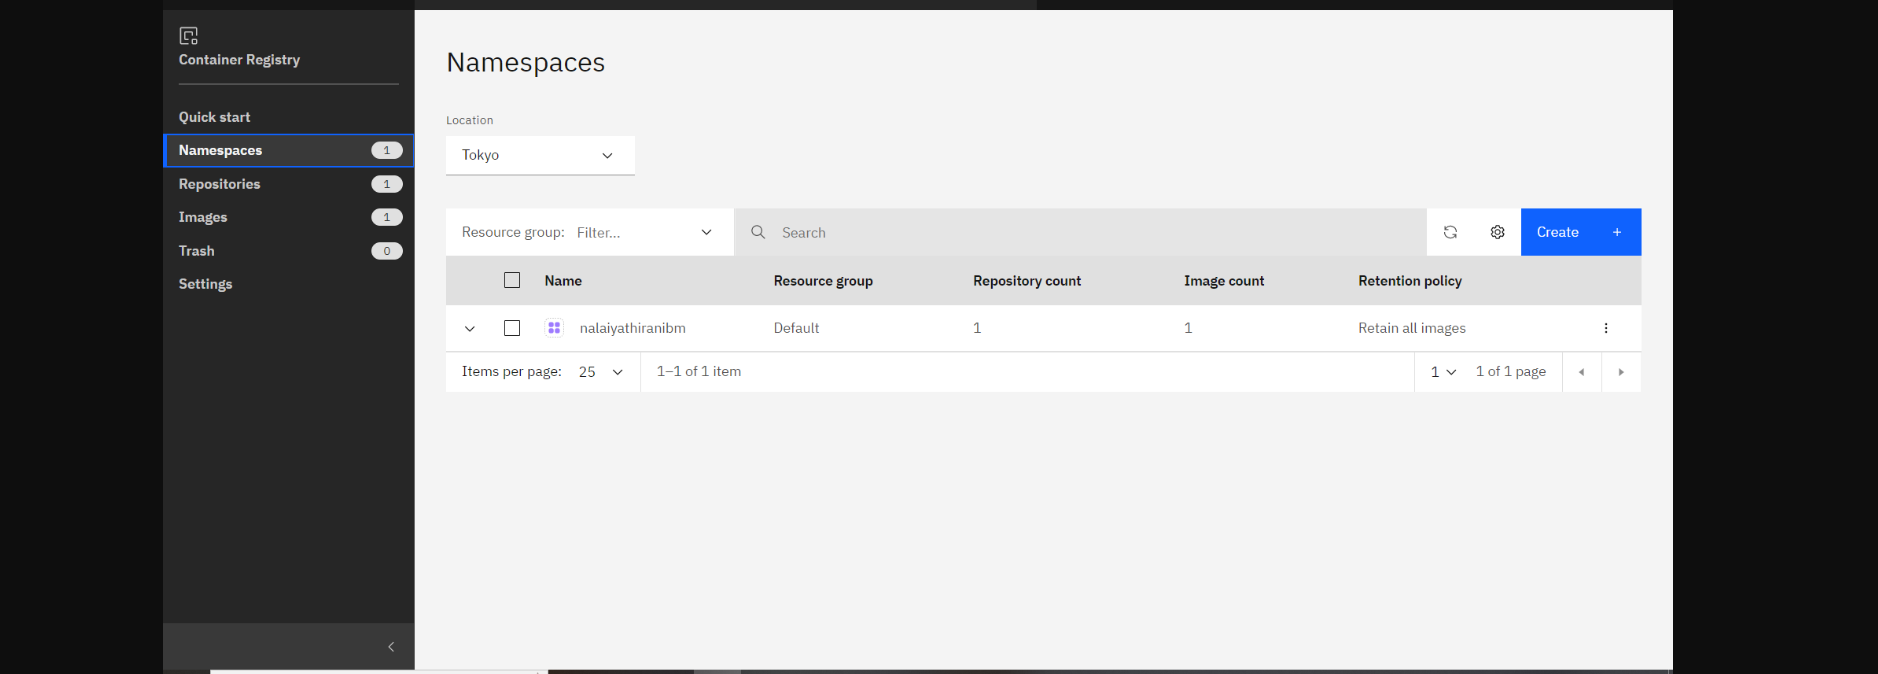 Container Registry
Quick start
Namespaces 1
Repositories 1
Images 1
Trash 0
Settings
Namespaces
Location
Tokyo
Resource group: Filter... Search Create +
Name Resource group Repository count Image count Retention policy
nalaiyathiranibm Default 1 1 Retain all images
Items per page: 25 1–1 of 1 item 1 1 of 1 page